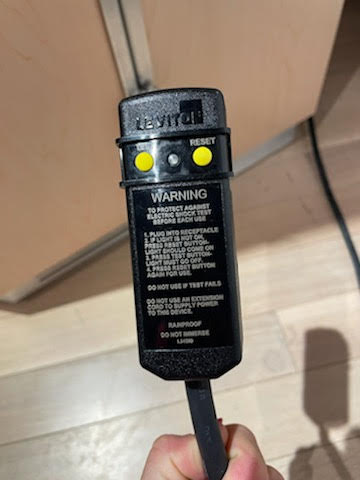 LEVITON
RESET
WARNING
TO PROTECT AGAINST
ELECTRIC SHOCK TEST
BEFORE EACH USE
1. PLUG INTO RECEPTACLE
2. IF LIGHT IS NOT ON,
PRESS RESET BUTTON-
LIGHT SHOULD COME ON
3. PRESS TEST BUTTON-
LIGHT MUST GO OFF.
4. PRESS RESET BUTTON
AGAIN FOR USE.
DO NOT USE IF TEST FAILS
DO NOT USE AN EXTENSION
CORD TO SUPPLY POWER
TO THIS DEVICE.
RAINPROOF
DO NOT IMMERSE